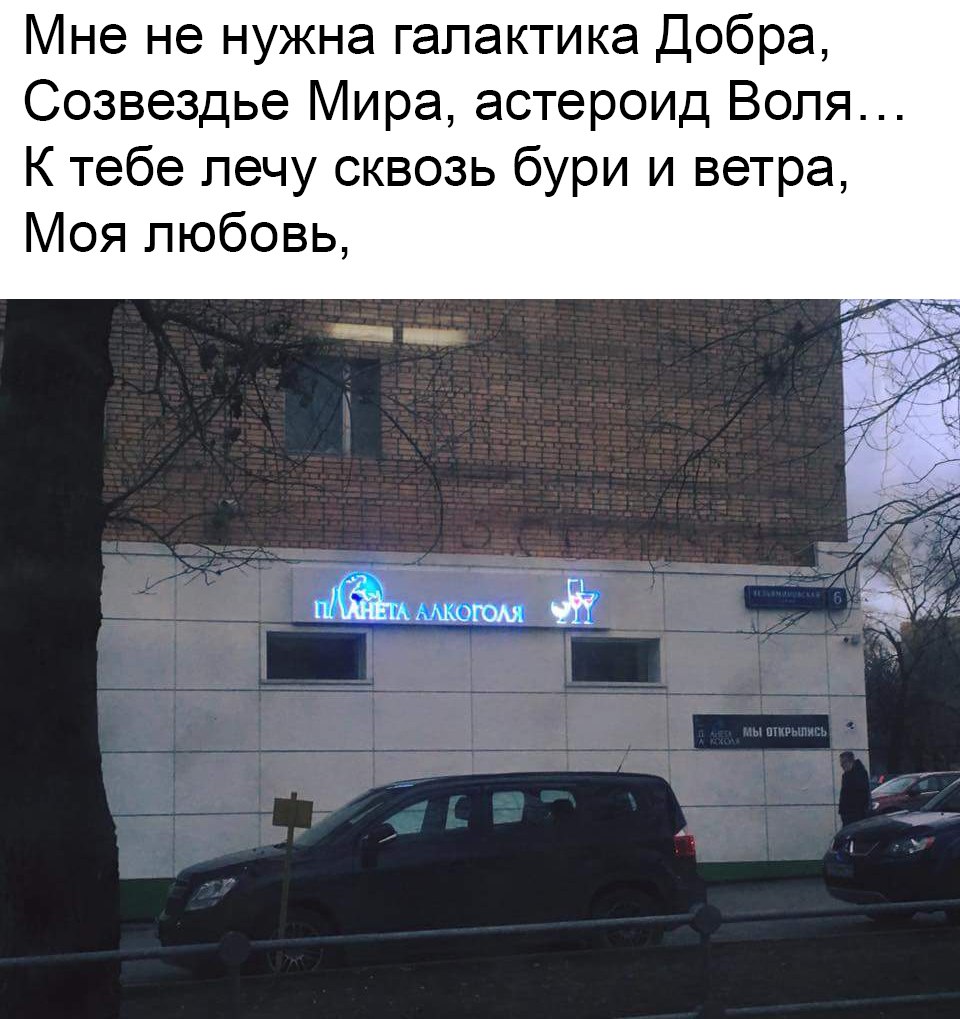 Мне не нужна галактика Добра,
Созвездье Мира, астероид Воля...
К тебе лечу сквозь бури и ветра,
Моя любовь,
ПЛАНЕТА АЛКОГОЛЯ
6
МЫ ОТКРЫЛИСЬ